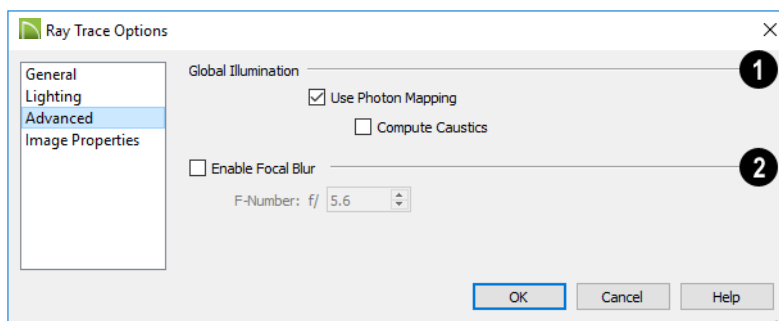 Ray Trace Options
General
Lighting
Advanced
Image Properties
Global Illumination
1
Use Photon Mapping
Compute Caustics
Enable Focal Blur
2
F-Number: f/ 5.6
OK Cancel Help